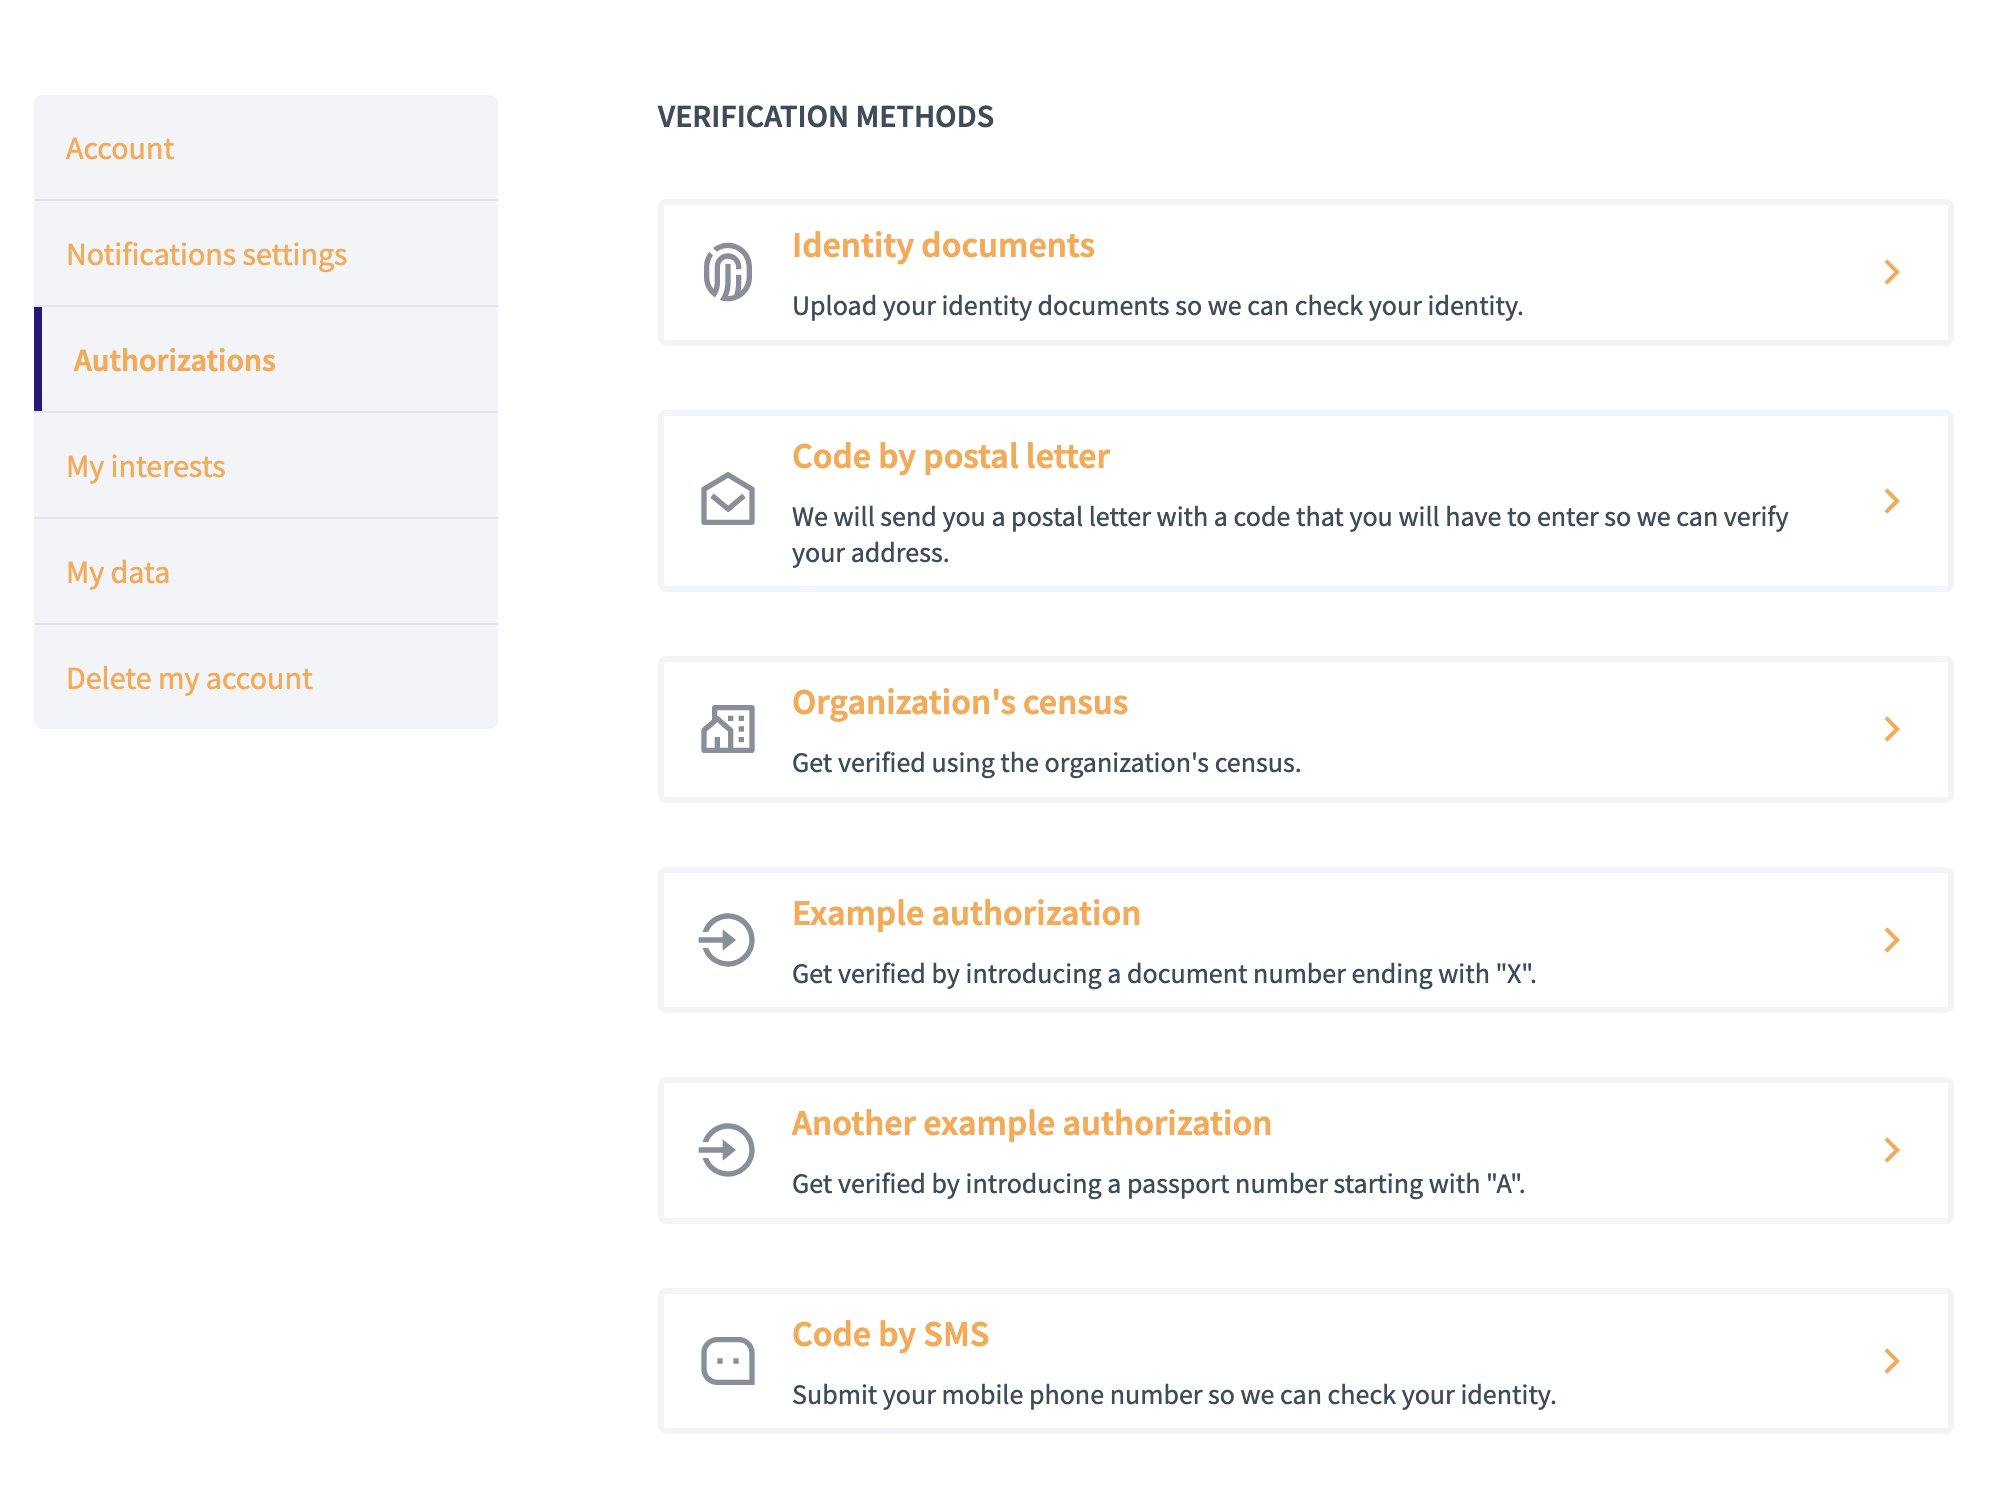 Account
Notifications settings
Authorizations
My interests
My data
Delete my account
VERIFICATION METHODS
Identity documents
Upload your identity documents so we can check your identity.
Code by postal letter
We will send you a postal letter with a code that you will have to enter so we can verify
your address.
Organization's census
Get verified using the organization's census.
Example authorization
Get verified by introducing a document number ending with "X".
Another example authorization
Get verified by introducing a passport number starting with "A".
Code by SMS
Submit your mobile phone number so we can check your identity.